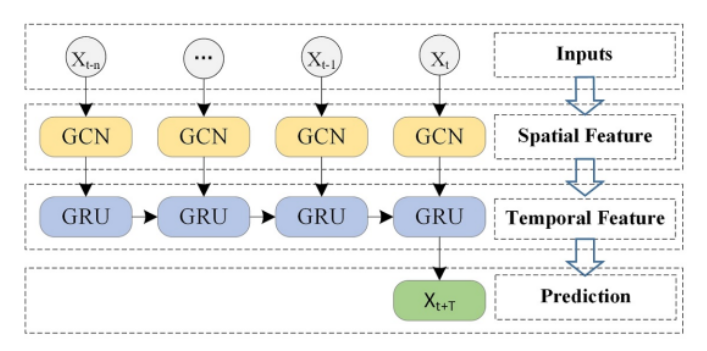 X_{t-n} ... X_{t-1} X_t Inputs
GCN GCN GCN GCN Spatial Feature
GRU GRU GRU GRU Temporal Feature
X_{t+T} Prediction